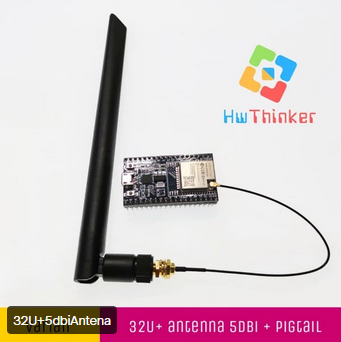 HwThinker
32U+5dbiAntena
32U+ antenna 5DBI + PIGTAIL